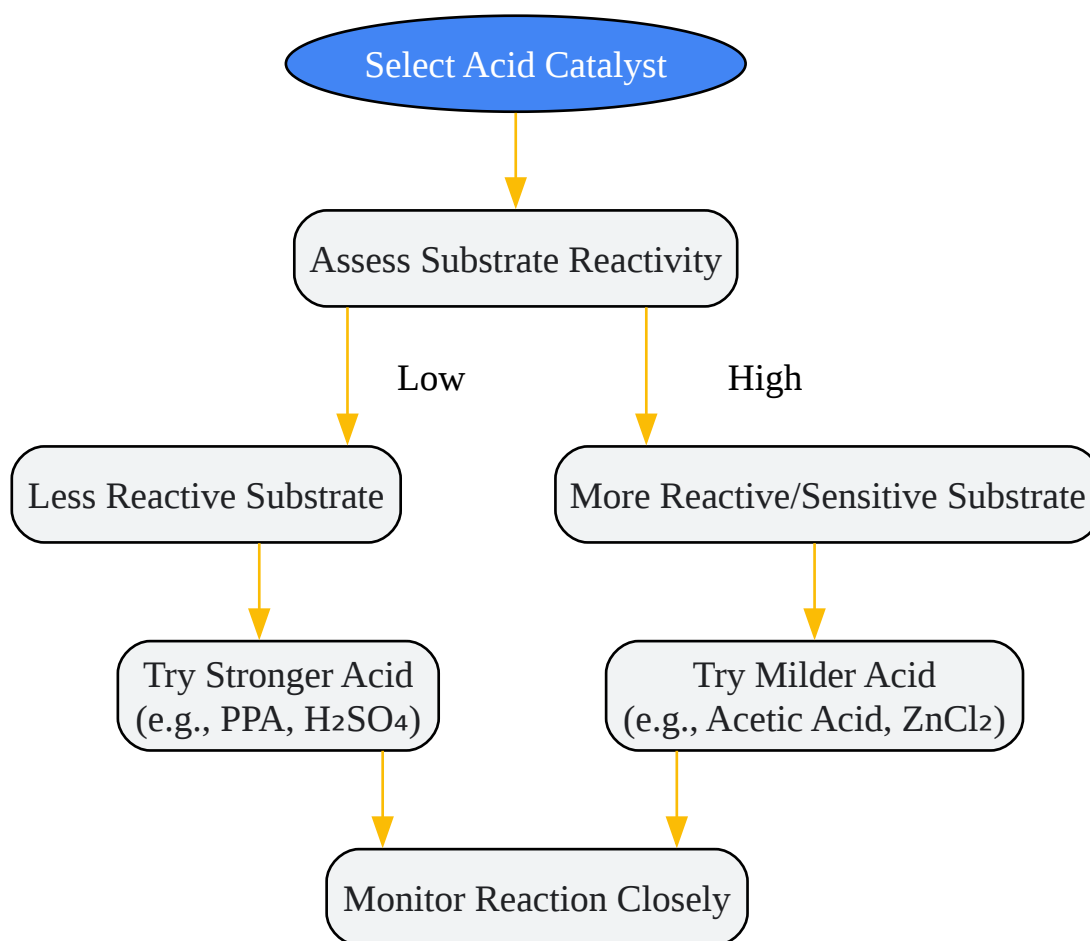 Select Acid Catalyst
Assess Substrate Reactivity
Low
High
Less Reactive Substrate
More Reactive/Sensitive Substrate
Try Stronger Acid
(e.g., PPA, H₂SO₄)
Try Milder Acid
(e.g., Acetic Acid, ZnCl₂)
Monitor Reaction Closely